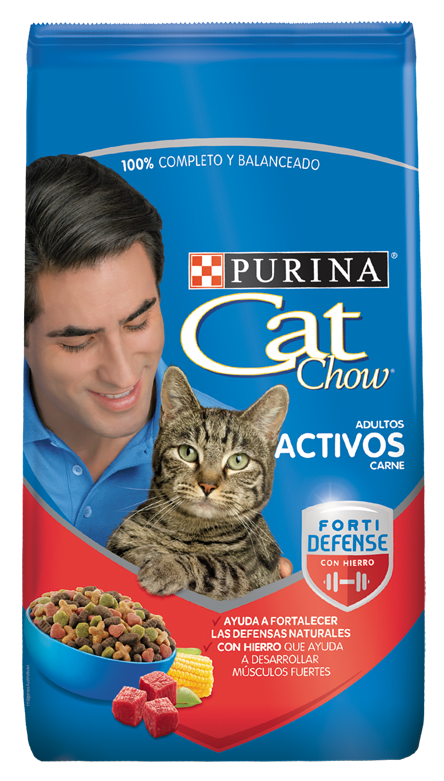 100% COMPLETO Y BALANCEADO
PURINA®
Cat
Chow®
ADULTOS
ACTIVOS
CARNE
FORTI
DEFENSE
CON HIERRO
✓ AYUDA A FORTALECER
LAS DEFENSAS NATURALES
✓ CON HIERRO QUE AYUDA
A DESARROLLAR
MÚSCULOS FUERTES